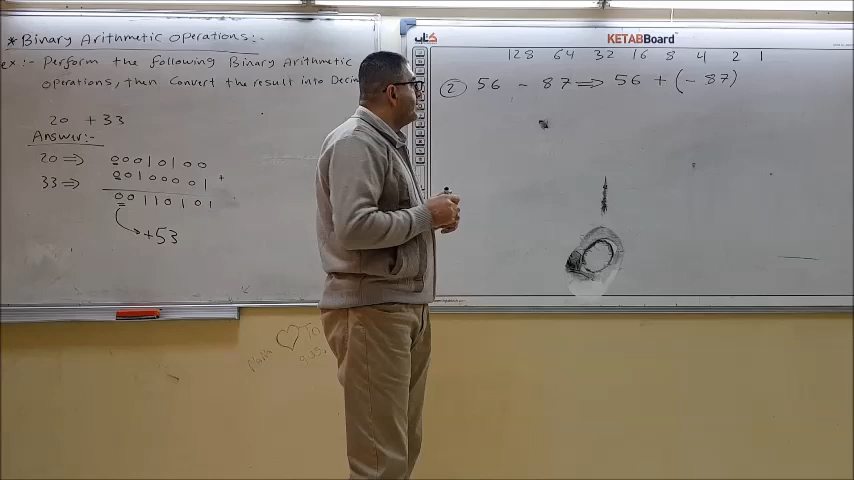 * Binary Arithmetic Operations:-
ex:- Perform the following Binary Arithmetic
Operations, then Convert the result into Decim
20 + 33
Answer:-
20 ⇒ 00010100
33 ⇒ 00100001 +
00110101
+53
KETABBoard
128 64 32 16 8 4 2 1
② 56 - 87 ⇒ 56 + (- 87)